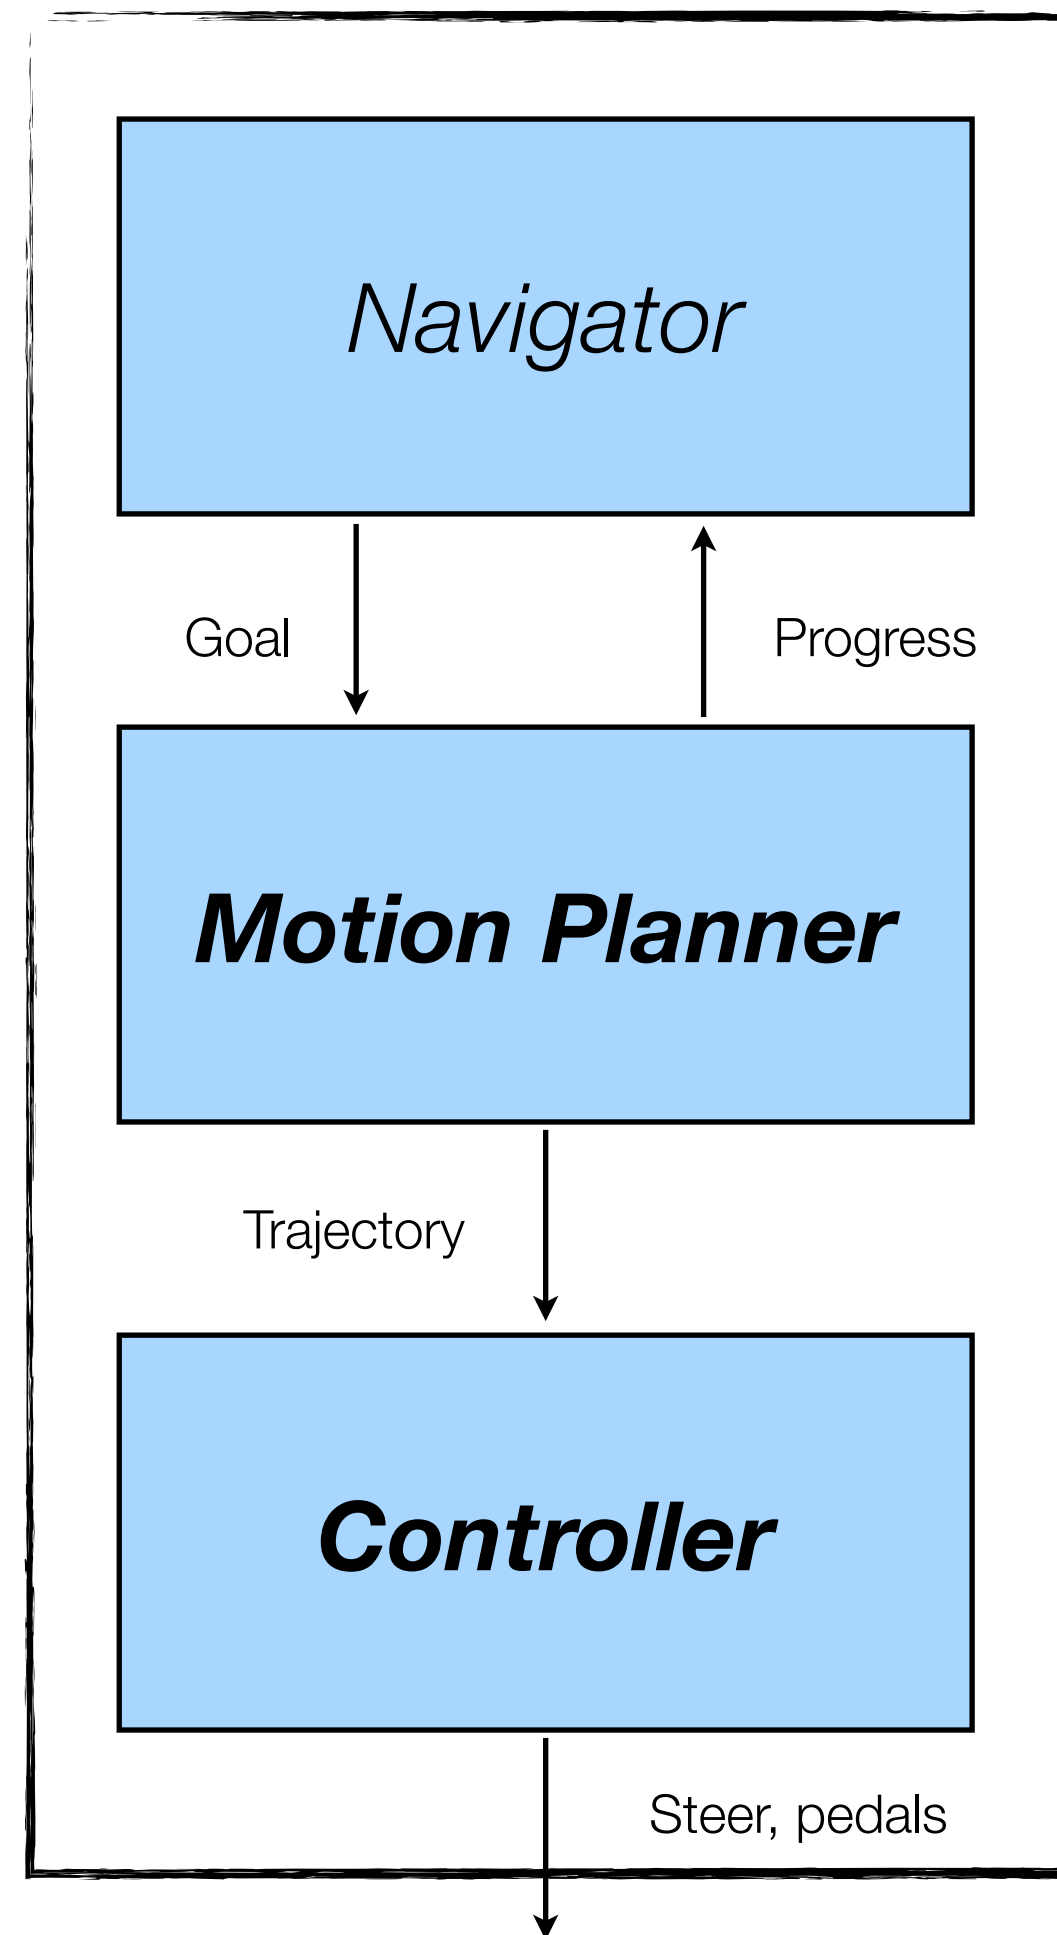 Navigator
Goal
Progress
Motion Planner
Trajectory
Controller
Steer, pedals